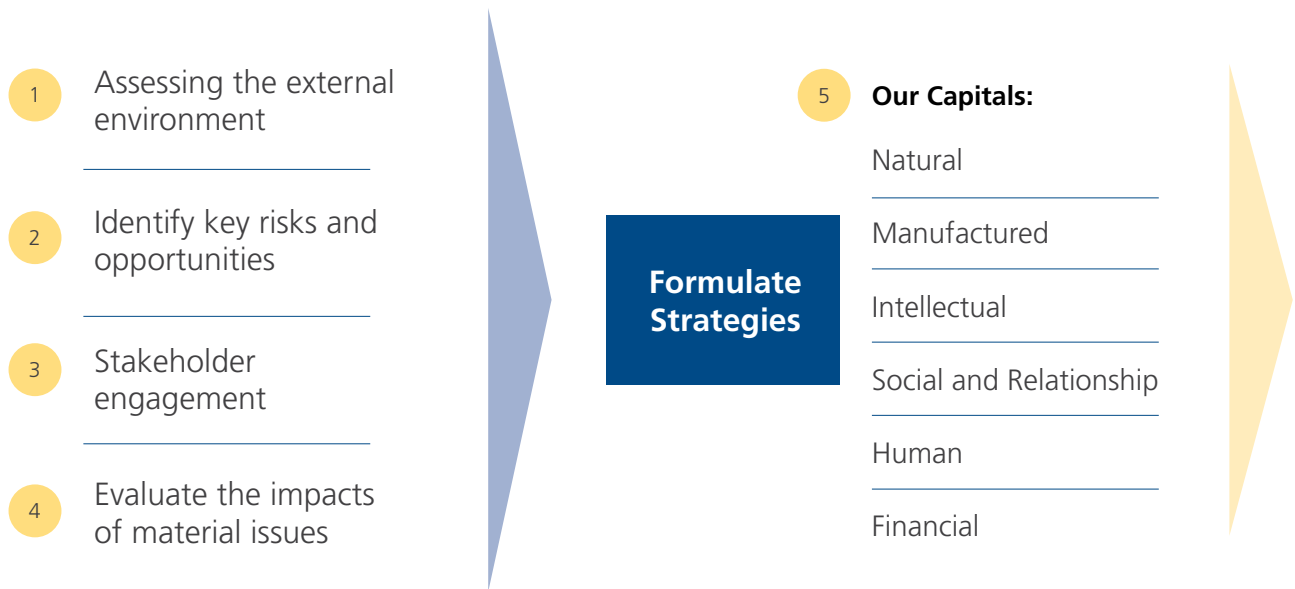 1
Assessing the external
environment
2
Identify key risks and
opportunities
3
Stakeholder
engagement
4
Evaluate the impacts
of material issues
Formulate
Strategies
5
Our Capitals:
Natural
Manufactured
Intellectual
Social and Relationship
Human
Financial